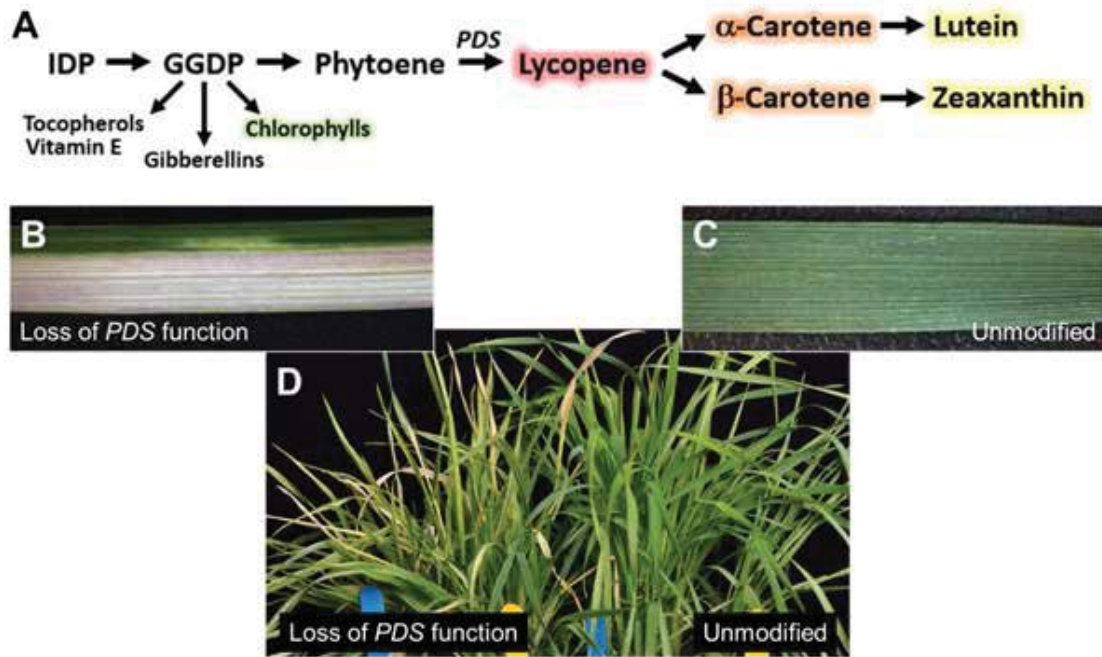 A
IDP GGDP Phytoene PDS Lycopene α-Carotene Lutein
β-Carotene Zeaxanthin
Tocopherols
Vitamin E
Gibberellins
Chlorophylls
B
Loss of PDS function
C
Unmodified
D
Loss of PDS function
Unmodified